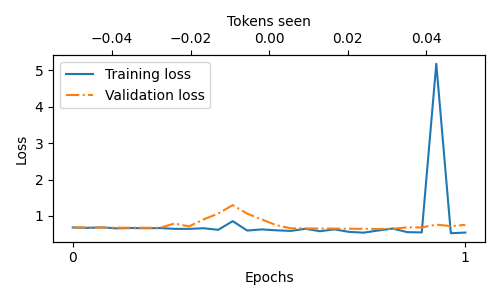 Tokens seen
−0.04 −0.02 0.00 0.02 0.04
Training loss
Validation loss
5
4
3
2
1
Loss
0 1
Epochs